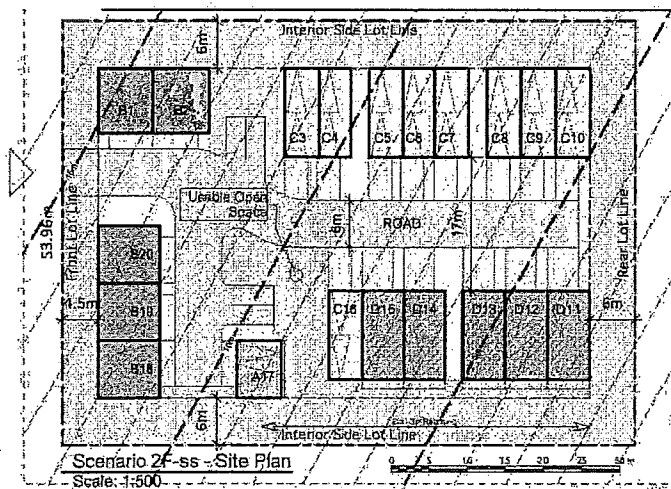 6m
Interior Side Lot Line
B1 B2
C3 C4 C5 C6 C7 C8 C9 C10
53.96m
Front Lot Line
Usable Open
Space
6m
ROAD
17m
Rear Lot Line
B20
4.5m
B19
B18
A17
C16 D15 D14 D13 D12 D11
6m
6m
Interior Side Lot Line
Scenario 2F-ss - Site Plan
Scale: 1:500
0 5 10 15 20 25